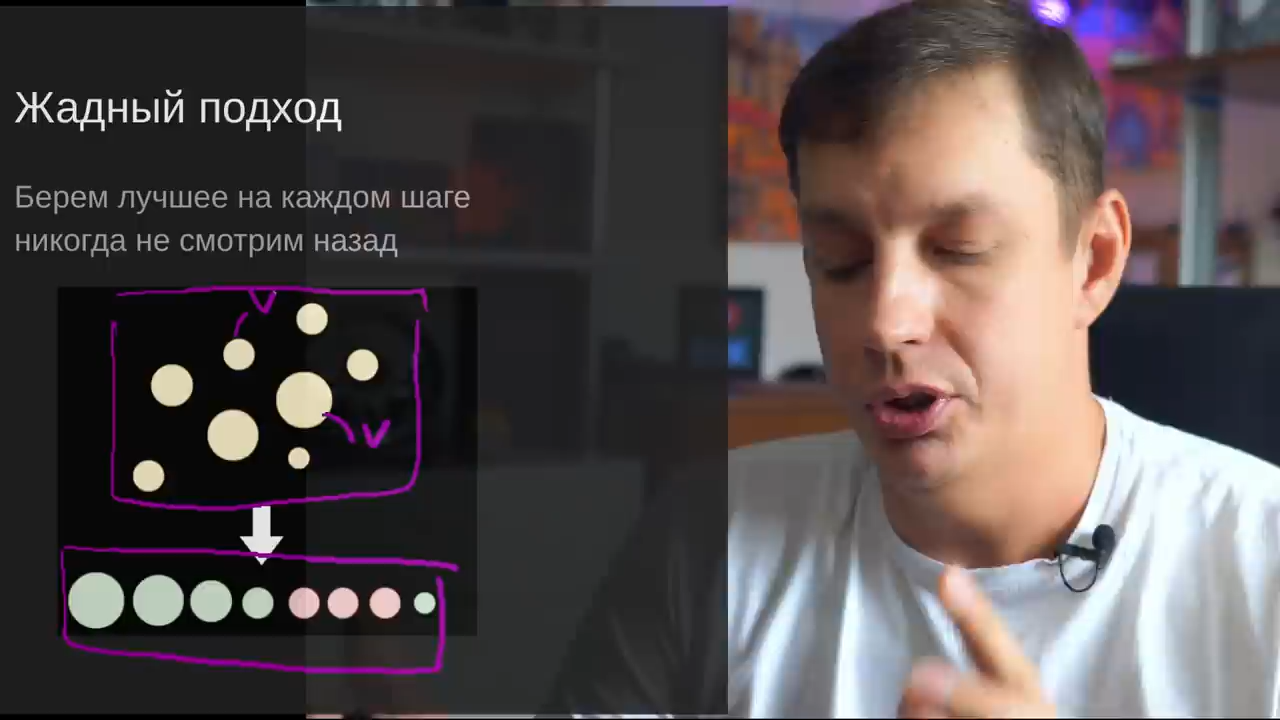 Жадный подход
Берем лучшее на каждом шаге
никогда не смотрим назад
V
V